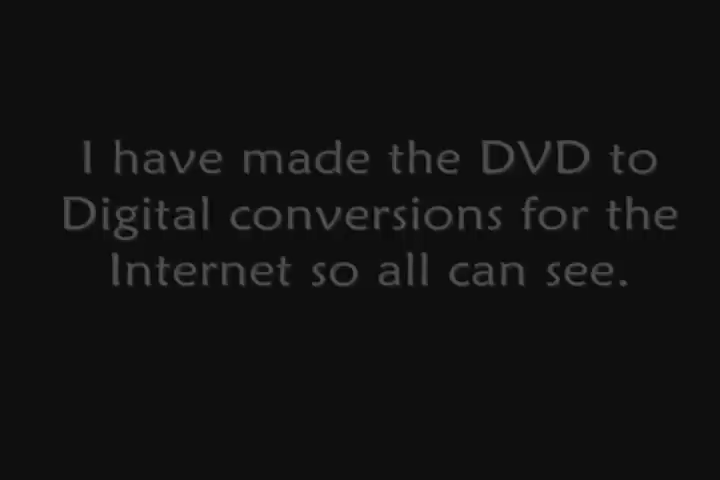 I have made the DVD to
Digital conversions for the
Internet so all can see.